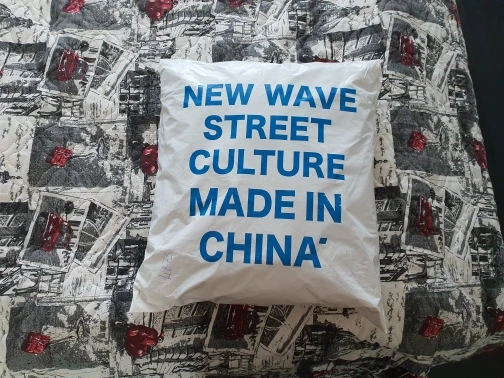 NEW WAVE
STREET
CULTURE
MADE IN
CHINA